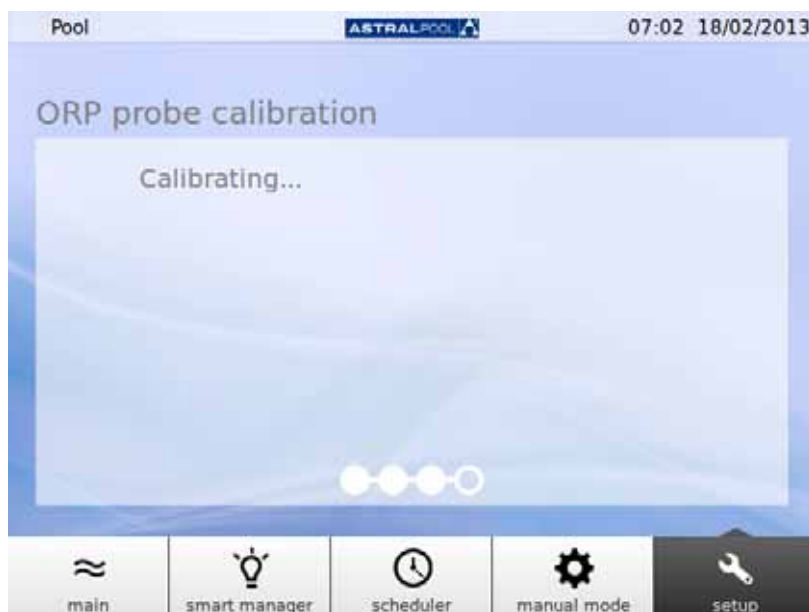 Pool ASTRALPOOL 07:02 18/02/2013
ORP probe calibration
Calibrating...
main smart manager scheduler manual mode setup